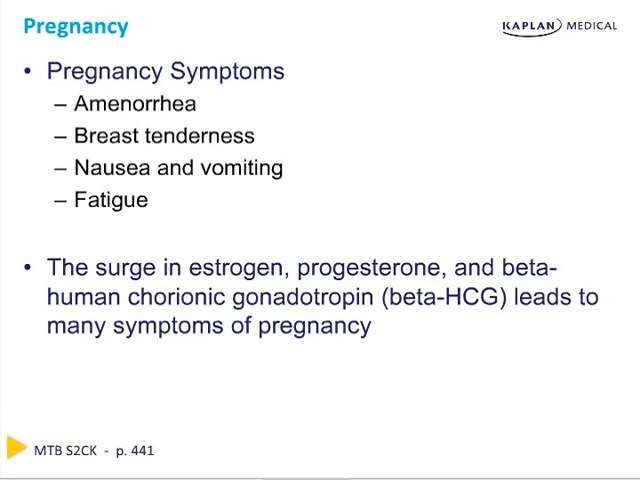 Pregnancy
KAPLAN MEDICAL
• Pregnancy Symptoms
– Amenorrhea
– Breast tenderness
– Nausea and vomiting
– Fatigue
• The surge in estrogen, progesterone, and beta-
human chorionic gonadotropin (beta-HCG) leads to
many symptoms of pregnancy
MTB S2CK - p. 441